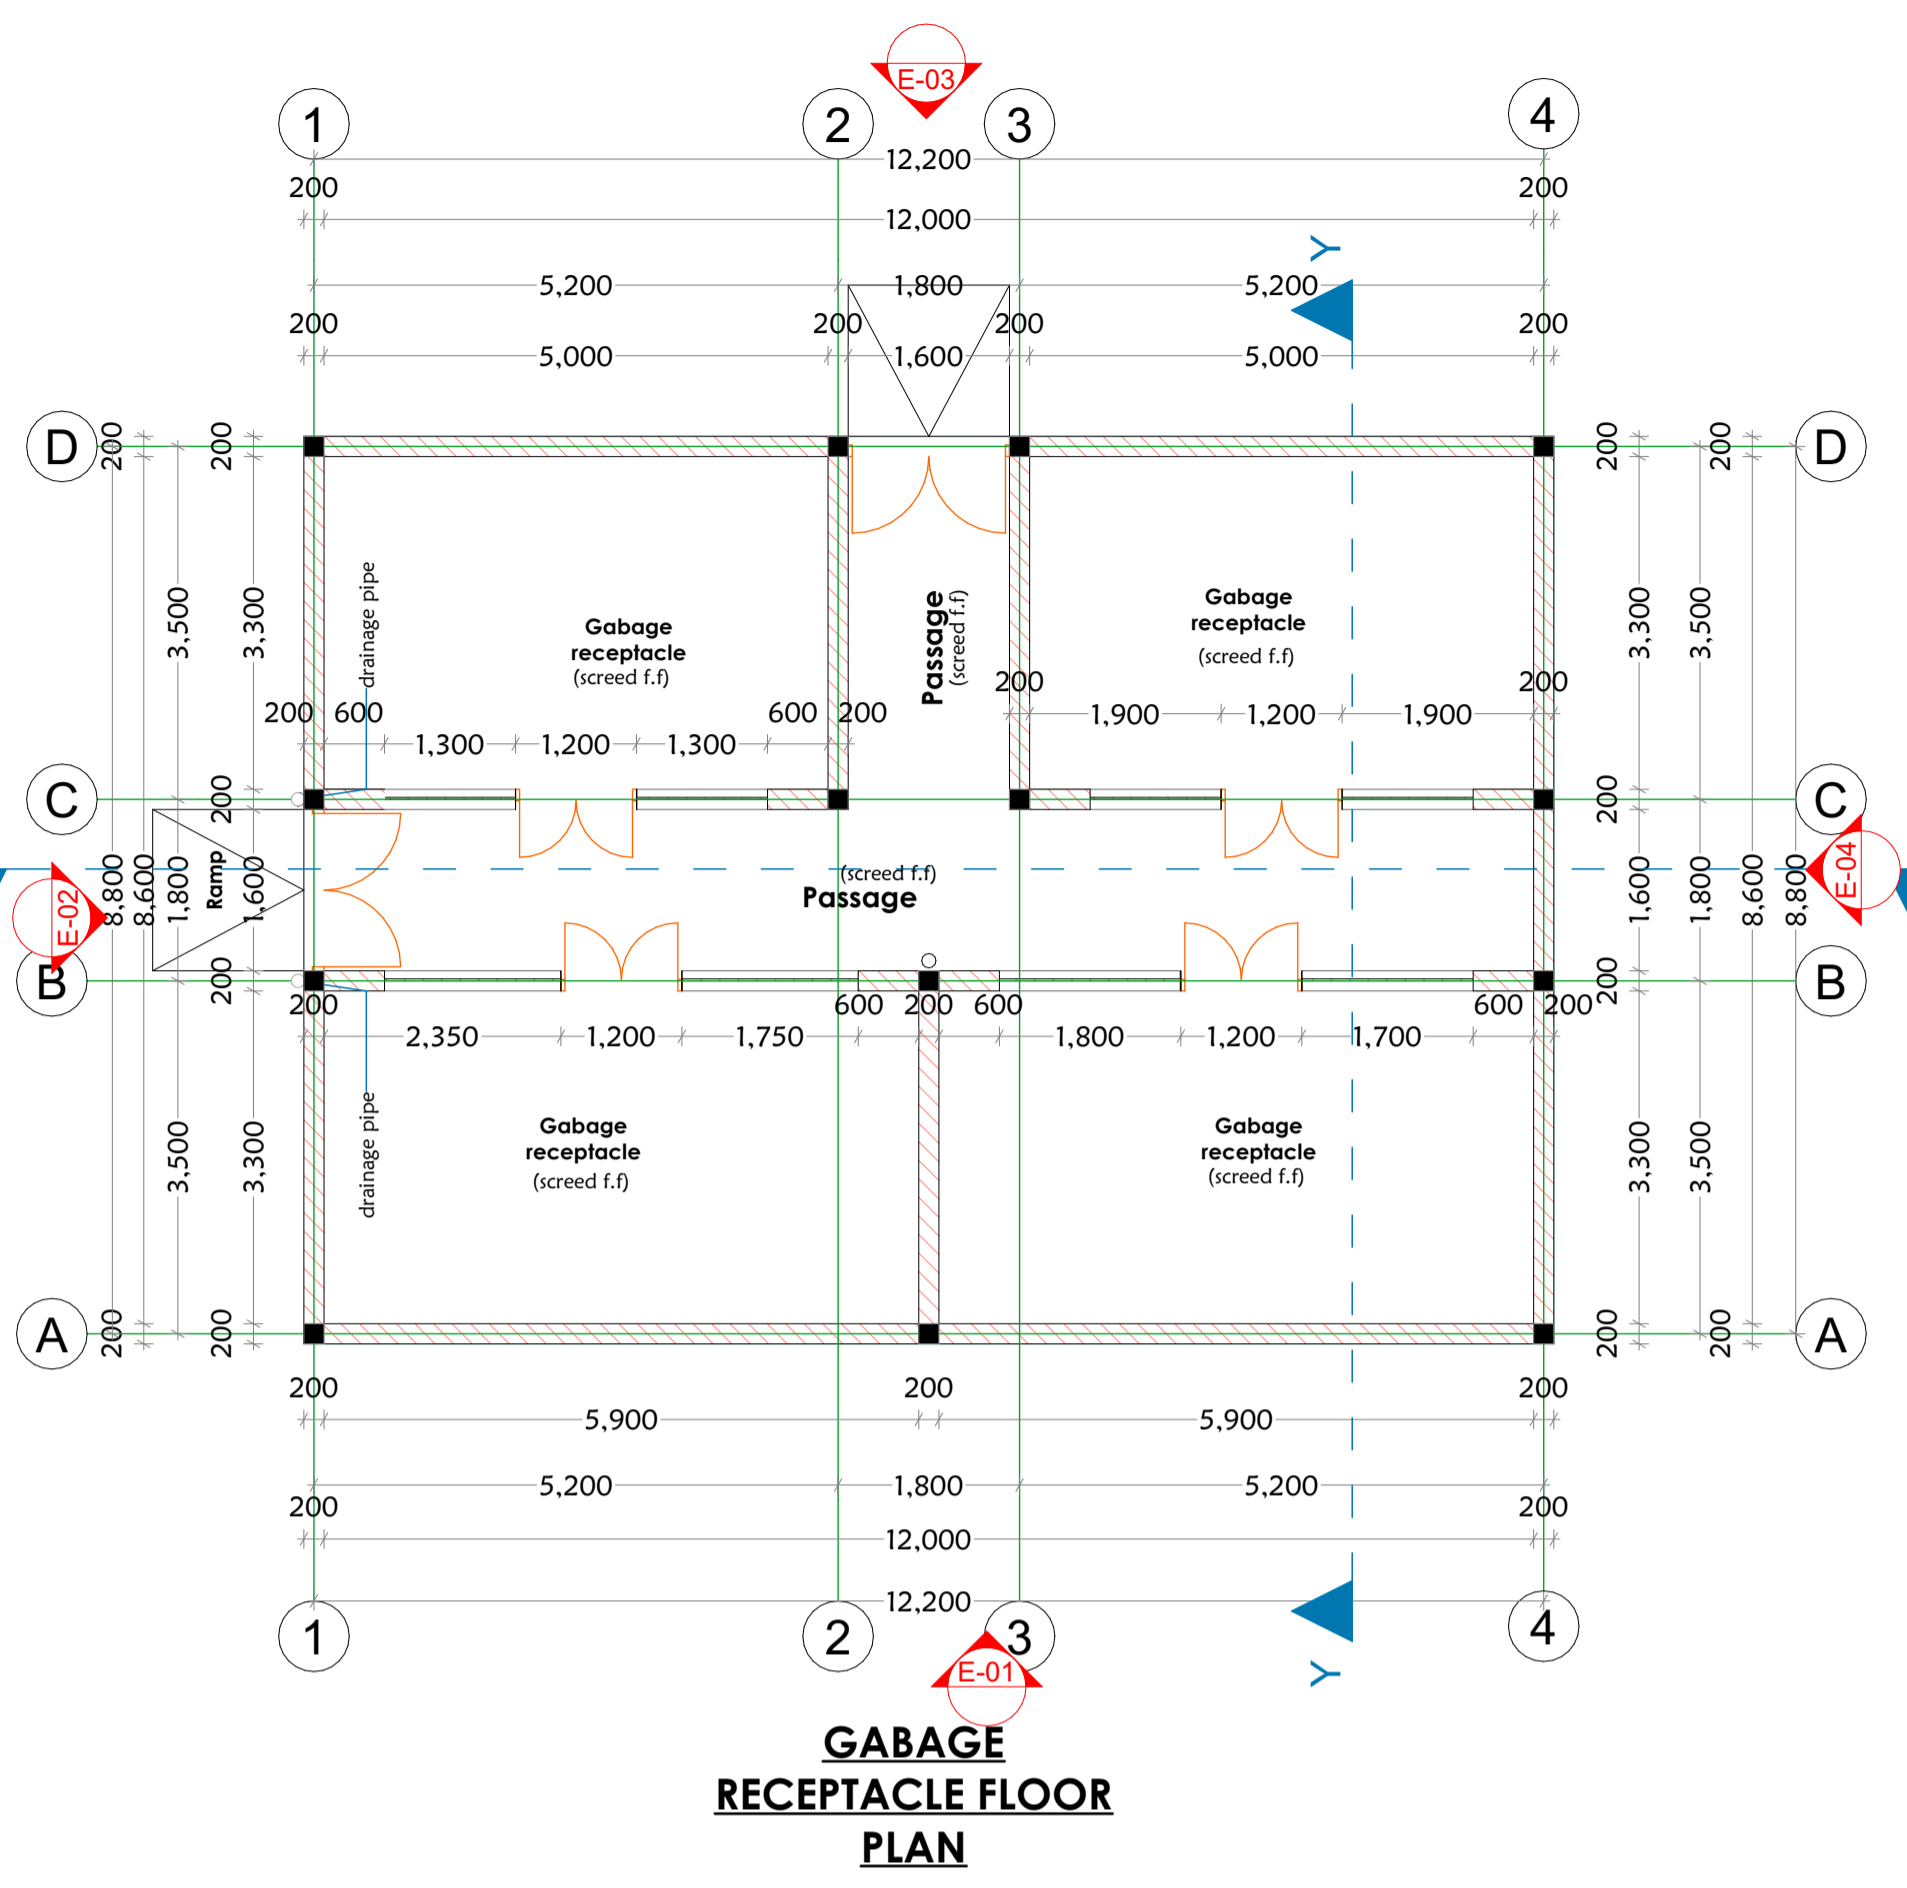 E-03
1 2 3 4
12,200
200 200
12,000
Y
5,200 1,800 5,200
200 200 200 200
5,000 1,600 5,000
D 200 200 200 200 D
3,500 3,300 drainage pipe
Gabage
receptacle
(screed f.f)
Passage
(screed f.f)
Gabage
receptacle
(screed f.f)
3,300 3,500
200 200
200 600 600 200
1,900 1,200 1,900
1,300 1,200 1,300
C 200 200 C
E-02 8,800 8,600 1,800 Ramp 1,600
(screed f.f)
Passage
1,600 1,800 8,600 8,800 E-04
B 200 200 B
200 600 200 600 600 200
2,350 1,200 1,750 1,800 1,200 1,700
3,500 3,300 drainage pipe
Gabage
receptacle
(screed f.f)
Gabage
receptacle
(screed f.f)
3,300 3,500
A 200 200 200 200 A
200 200 200
5,900 5,900
5,200 1,800 5,200
200 200
12,000
12,200
1 2 3 4
E-01
Y
GABAGE
RECEPTACLE FLOOR
PLAN